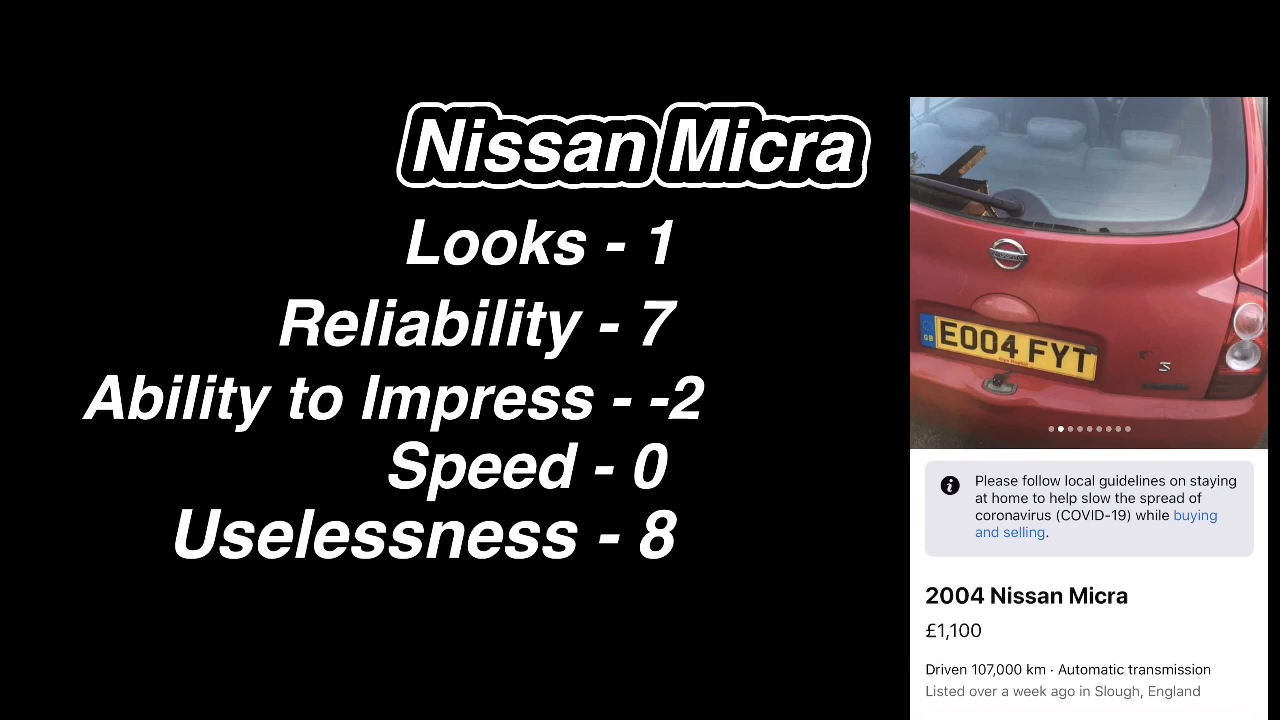 Nissan Micra
Looks - 1
Reliability - 7
Ability to Impress - -2
Speed - 0
Uselessness - 8
EO04 FYT
GB
Please follow local guidelines on staying
at home to help slow the spread of
coronavirus (COVID-19) while buying
and selling.
2004 Nissan Micra
£1,100
Driven 107,000 km · Automatic transmission
Listed over a week ago in Slough, England